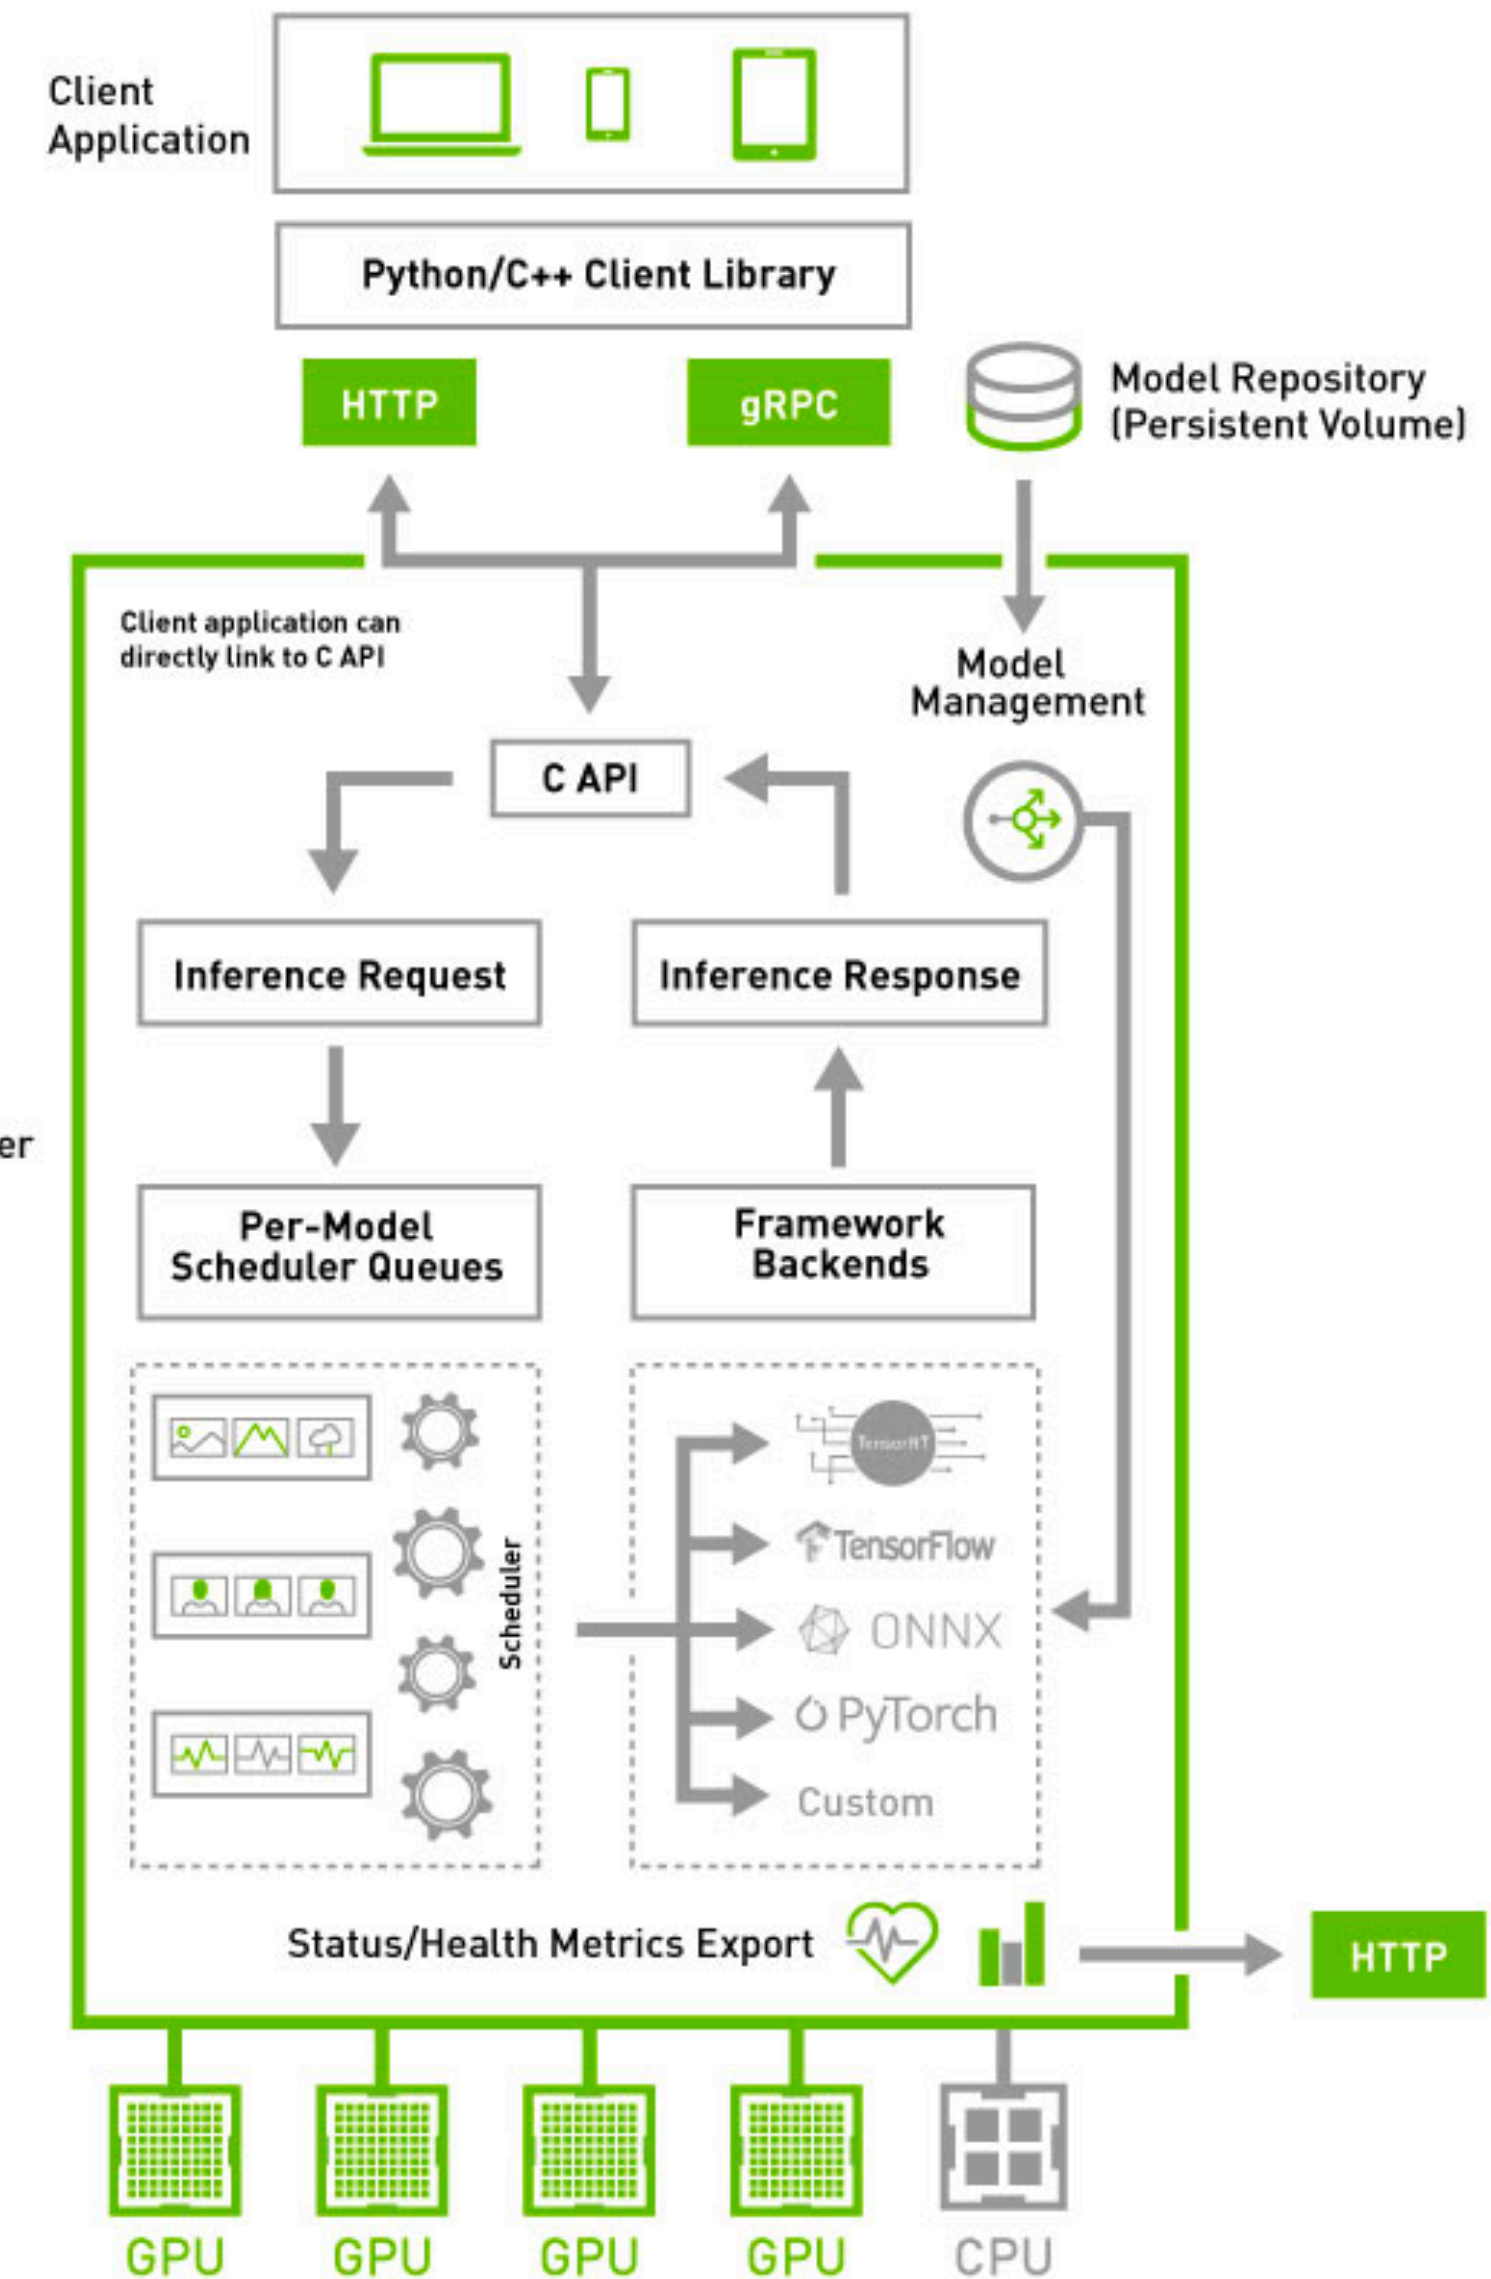 Client
Application
Python/C++ Client Library
HTTP
gRPC
Model Repository
(Persistent Volume)
Client application can
directly link to C API
Model
Management
C API
Inference Request
Inference Response
er
Per-Model
Scheduler Queues
Framework
Backends
Scheduler
TensorRT
TensorFlow
ONNX
PyTorch
Custom
Status/Health Metrics Export
HTTP
GPU
GPU
GPU
GPU
CPU